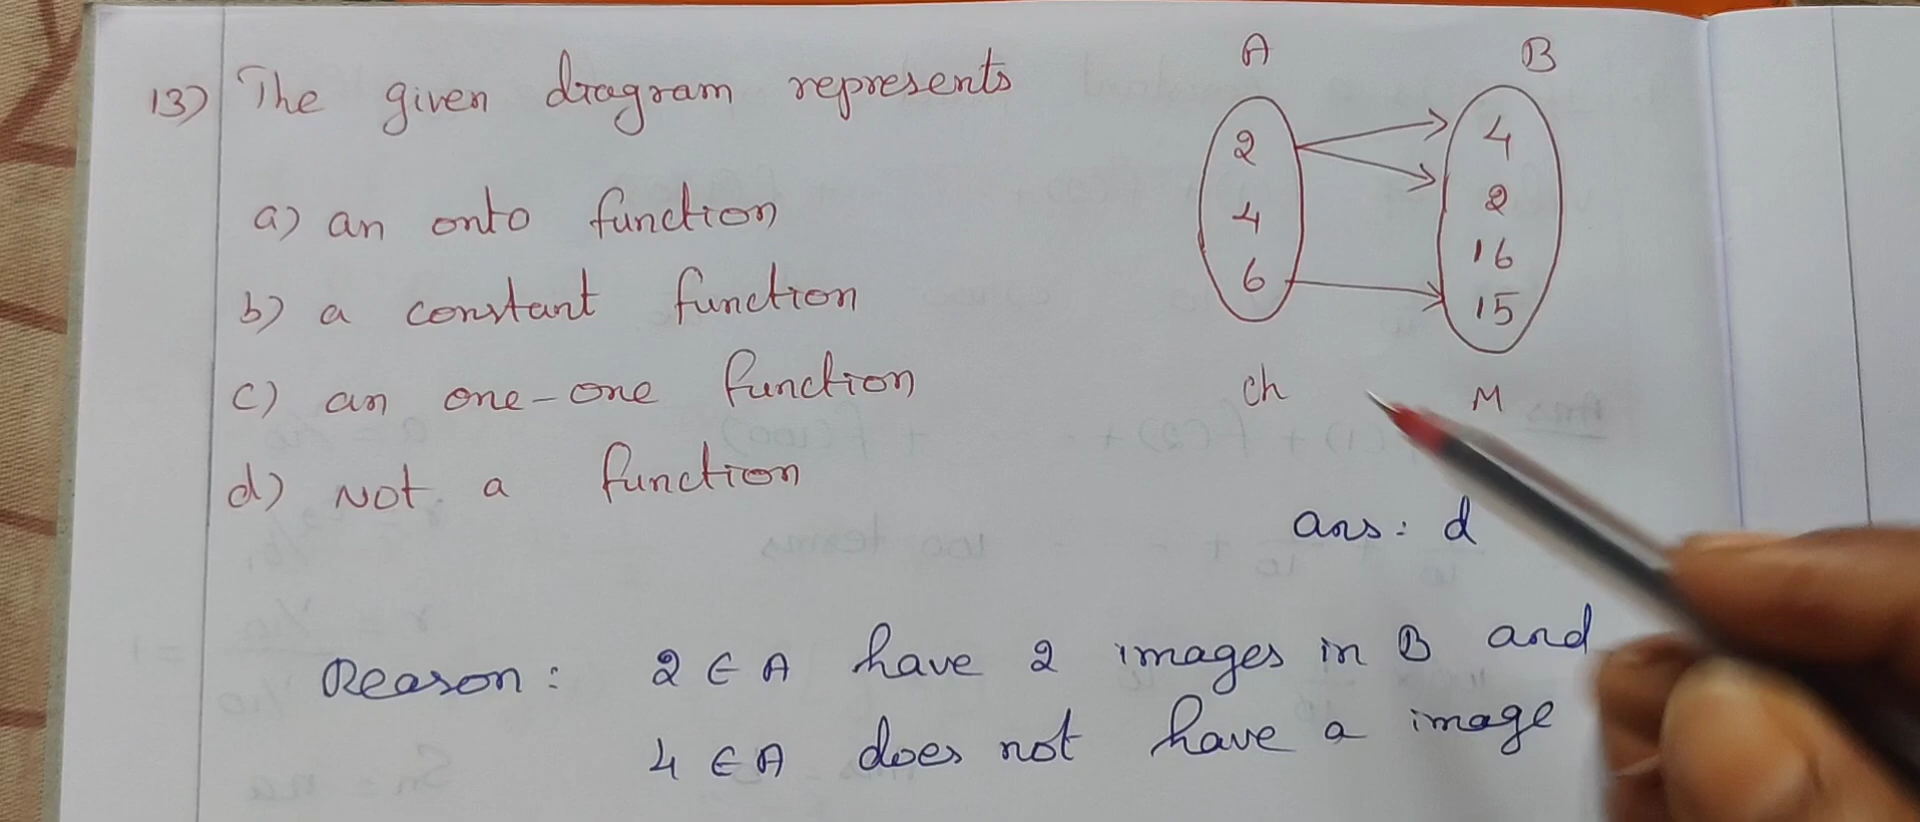 13) The given diagram represents
a) an onto function
b) a constant function
c) an one-one function
d) Not a function
A B
2 4
4 2
6 16
15
ch M
ans: d
Reason: 2 ∈ A have 2 images in B and
4 ∈ A does not have a image